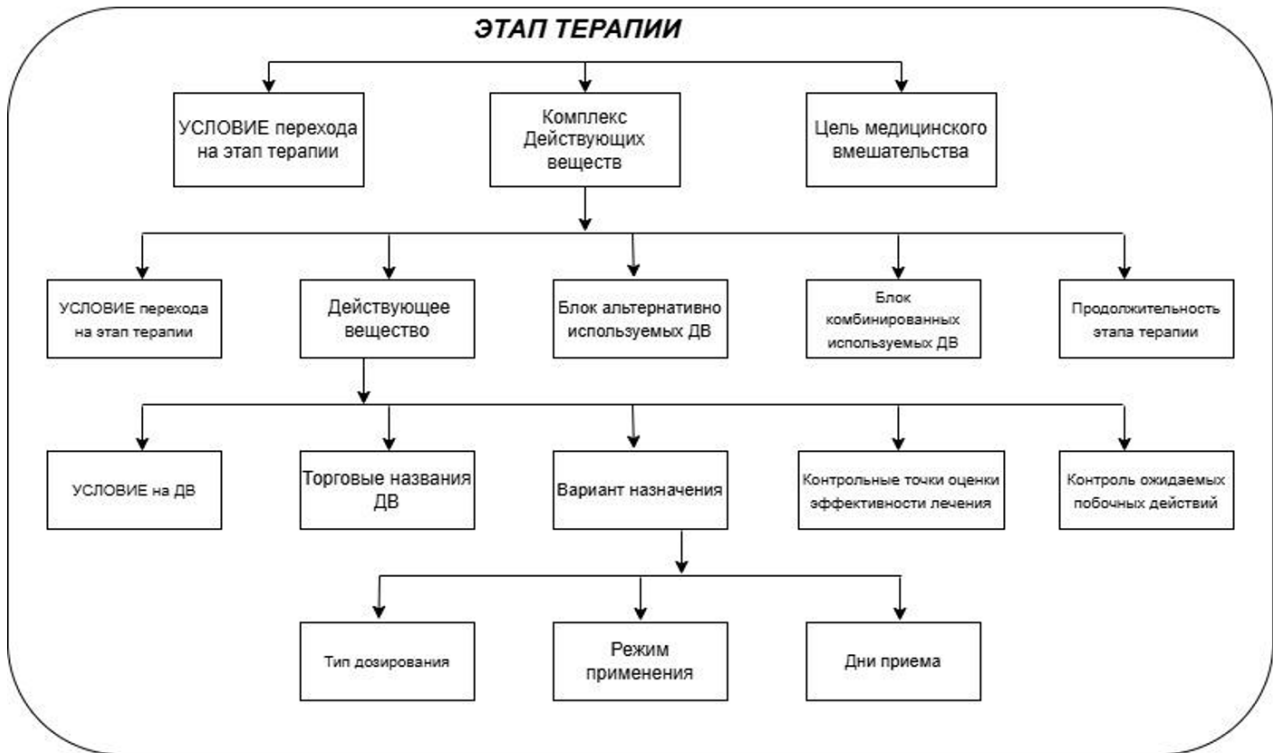 ЭТАП ТЕРАПИИ
УСЛОВИЕ перехода
на этап терапии
Комплекс
Действующих
веществ
Цель медицинского
вмешательства
УСЛОВИЕ перехода
на этап терапии
Действующее
вещество
Блок альтернативно
используемых ДВ
Блок
комбинированных
используемых ДВ
Продолжительность
этапа терапии
УСЛОВИЕ на ДВ
Торговые названия
ДВ
Вариант назначения
Контрольные точки оценки
эффективности лечения
Контроль ожидаемых
побочных действий
Тип дозирования
Режим
применения
Дни приема